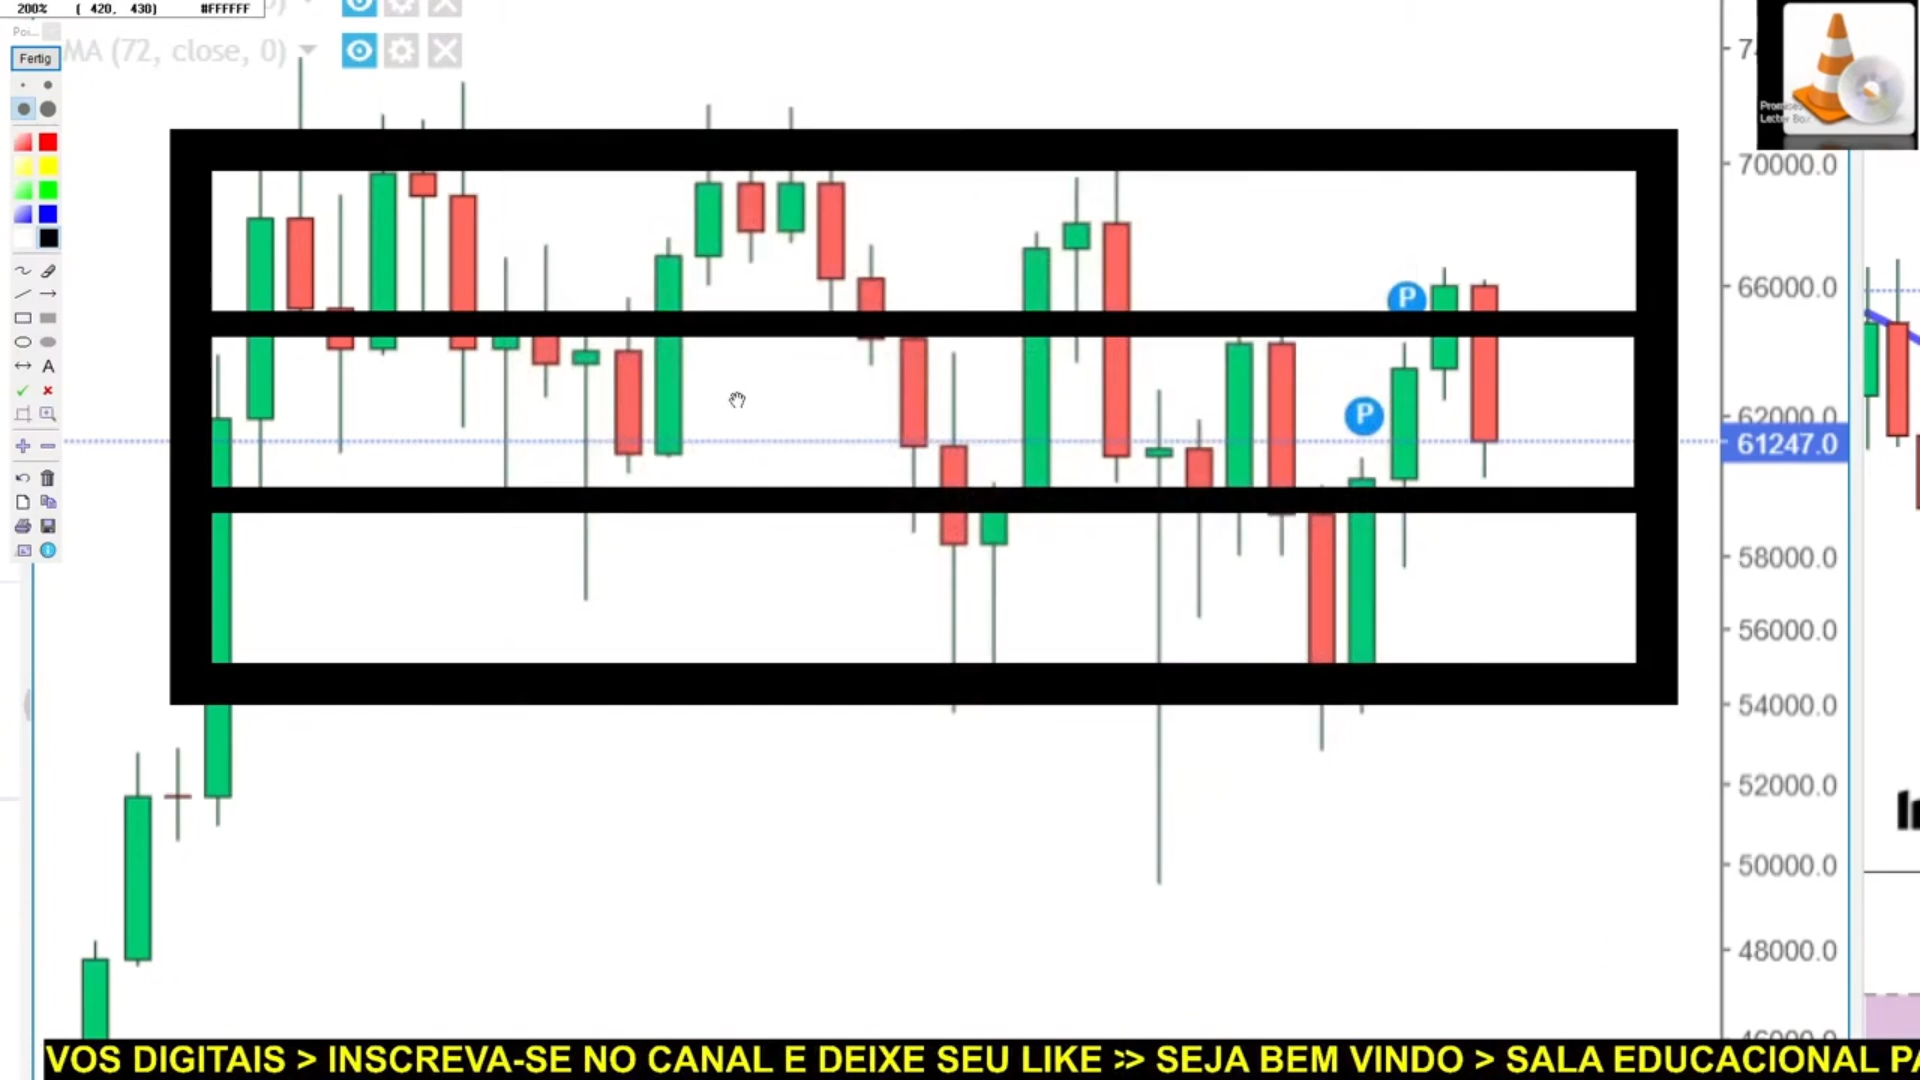 200% ( 420, 430) #FFFFFF
Poi...
Fertig
MA (72, close, 0)
A
P
P
70000.0
66000.0
62000.0
61247.0
58000.0
56000.0
54000.0
52000.0
50000.0
48000.0
VOS DIGITAIS > INSCREVA-SE NO CANAL E DEIXE SEU LIKE >> SEJA BEM VINDO > SALA EDUCACIONAL PA